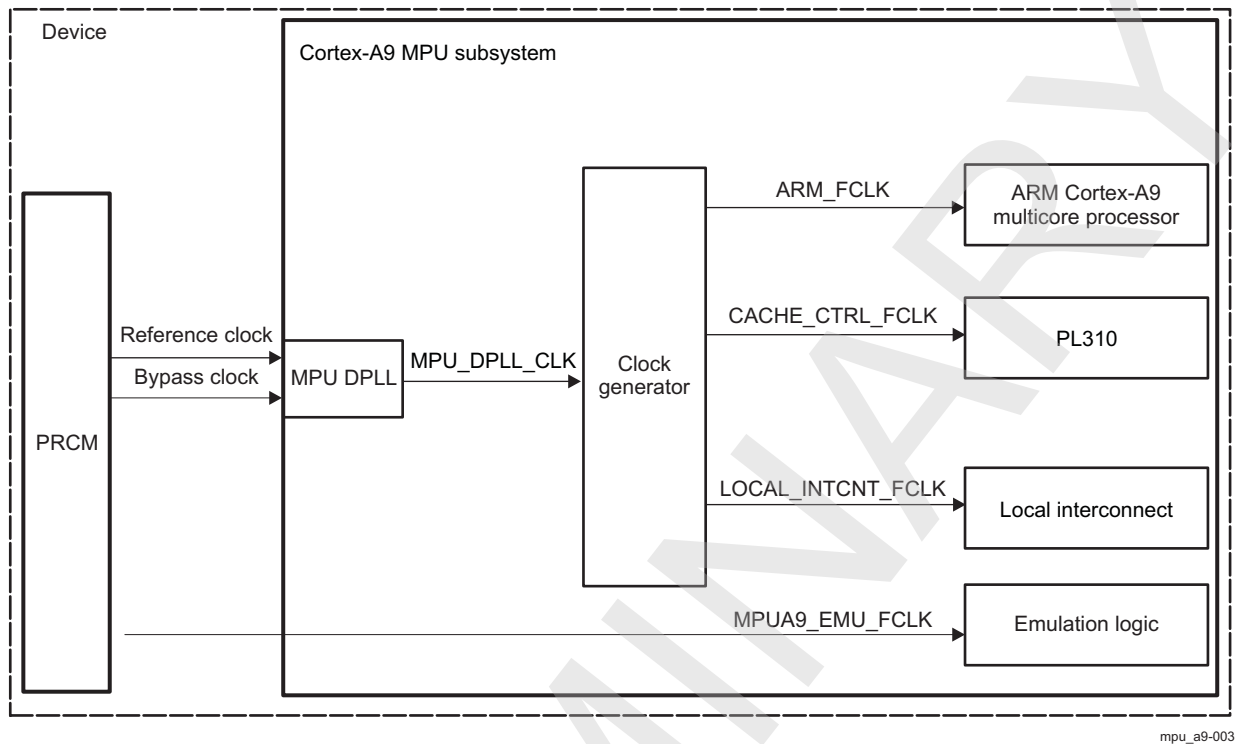 Device
Cortex-A9 MPU subsystem
ARM_FCLK
ARM Cortex-A9
multicore processor
CACHE_CTRL_FCLK
PL310
Reference clock
Bypass clock
MPU DPLL
MPU_DPLL_CLK
Clock
generator
PRCM
LOCAL_INTCNT_FCLK
Local interconnect
MPUA9_EMU_FCLK
Emulation logic
mpu_a9-003
MINARY